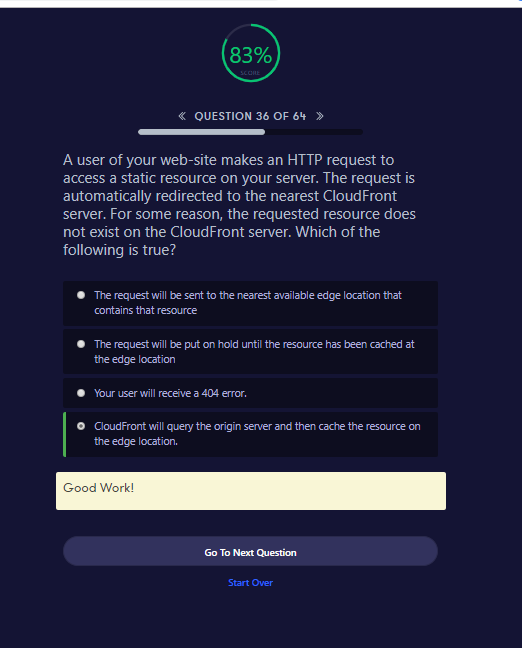 83%
SCORE
« QUESTION 36 OF 64 »
A user of your web-site makes an HTTP request to
access a static resource on your server. The request is
automatically redirected to the nearest CloudFront
server. For some reason, the requested resource does
not exist on the CloudFront server. Which of the
following is true?
The request will be sent to the nearest available edge location that
contains that resource
The request will be put on hold until the resource has been cached at
the edge location
Your user will receive a 404 error.
CloudFront will query the origin server and then cache the resource on
the edge location.
Good Work!
Go To Next Question
Start Over